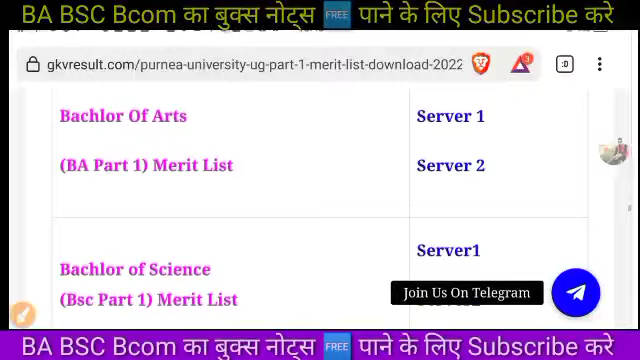 BA BSC Bcom का बुक्स नोट्स FREE पाने के लिए Subscribe करे
gkvresult.com/purnea-university-ug-part-1-merit-list-download-2022
3
:D
Bachlor Of Arts
Server 1
(BA Part 1) Merit List
Server 2
Server1
Bachlor of Science
Join Us On Telegram
(Bsc Part 1) Merit List
BA BSC Bcom का बुक्स नोट्स FREE पाने के लिए Subscribe करे